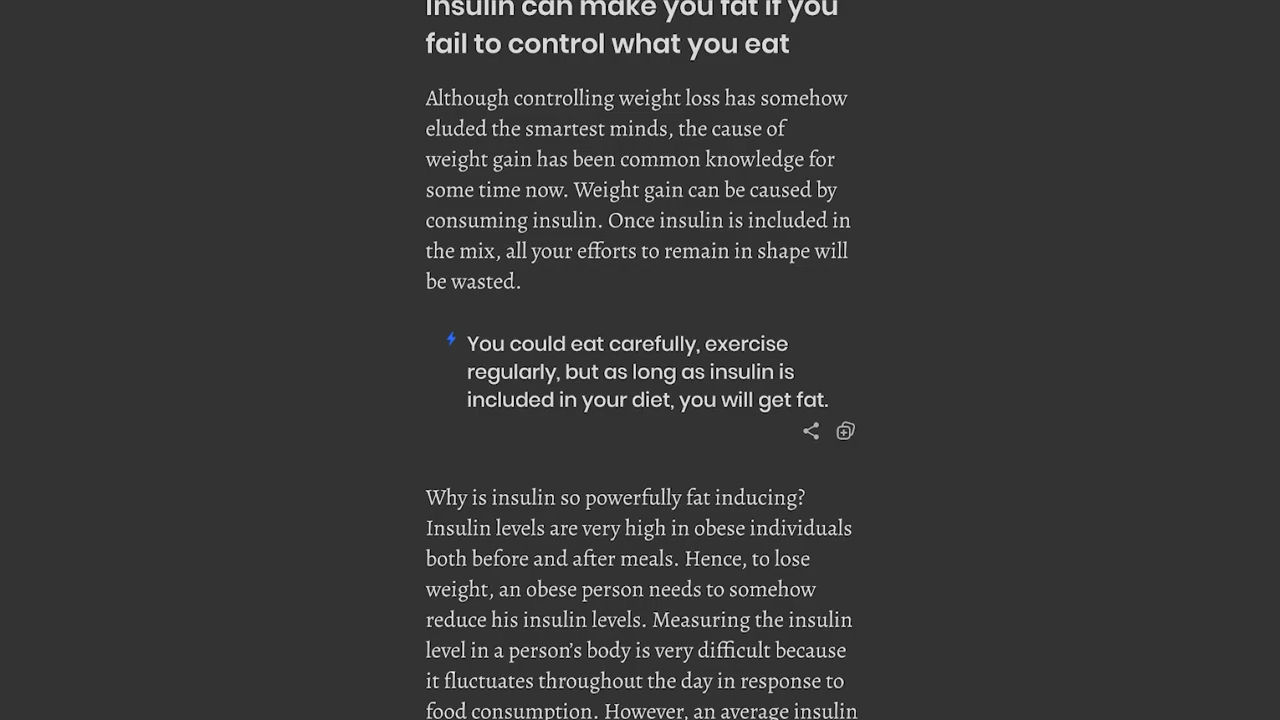 Insulin can make you fat if you
fail to control what you eat
Although controlling weight loss has somehow
eluded the smartest minds, the cause of
weight gain has been common knowledge for
some time now. Weight gain can be caused by
consuming insulin. Once insulin is included in
the mix, all your efforts to remain in shape will
be wasted.
You could eat carefully, exercise
regularly, but as long as insulin is
included in your diet, you will get fat.
Why is insulin so powerfully fat inducing?
Insulin levels are very high in obese individuals
both before and after meals. Hence, to lose
weight, an obese person needs to somehow
reduce his insulin levels. Measuring the insulin
level in a person’s body is very difficult because
it fluctuates throughout the day in response to
food consumption. However, an average insulin